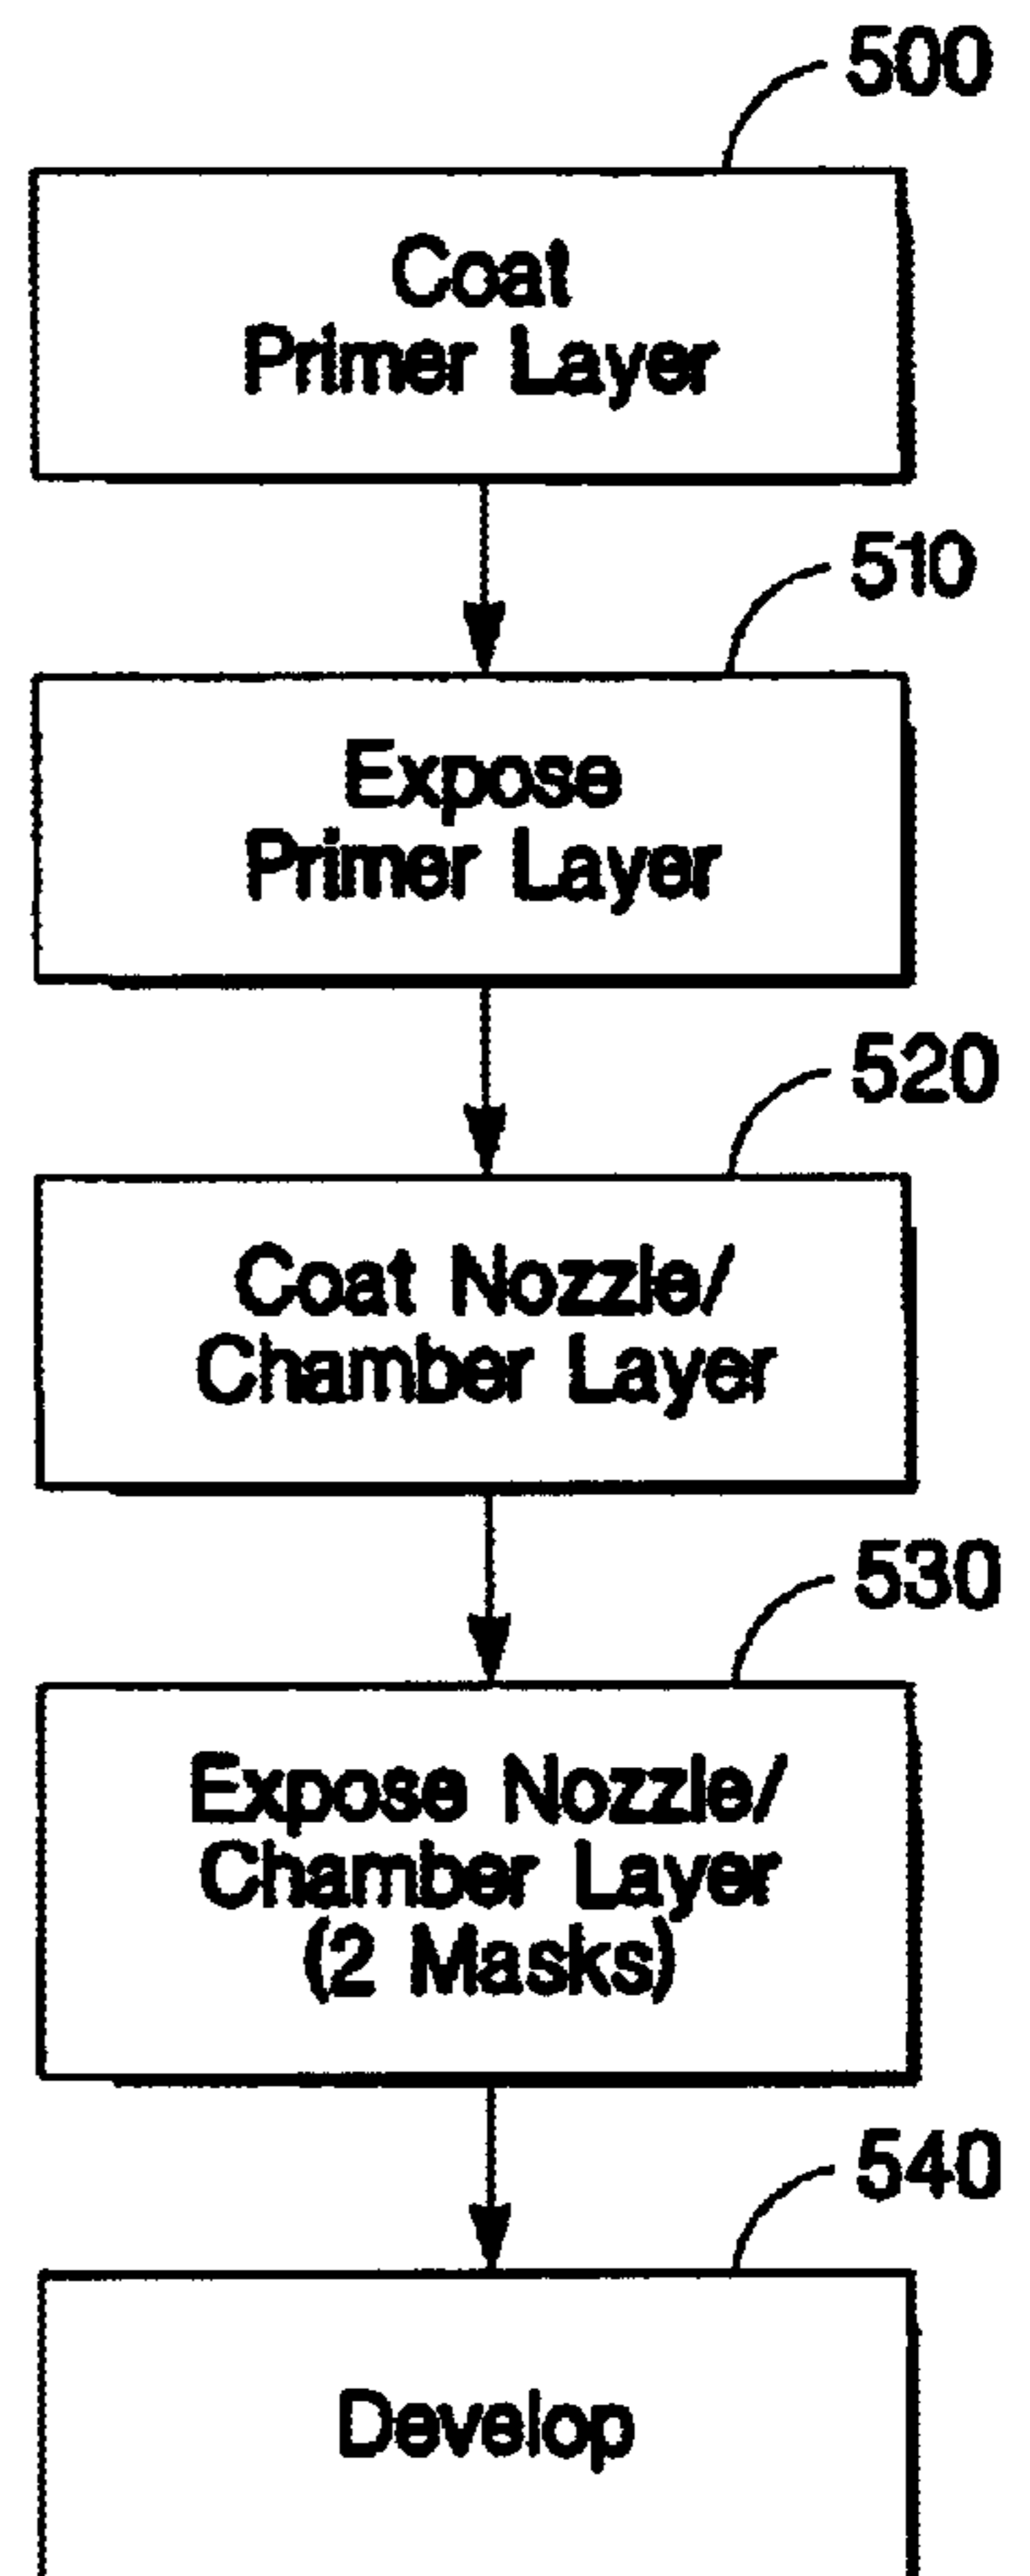 500
Coat
Primer Layer
510
Expose
Primer Layer
520
Coat Nozzle/
Chamber Layer
530
Expose Nozzle/
Chamber Layer
(2 Masks)
540
Develop